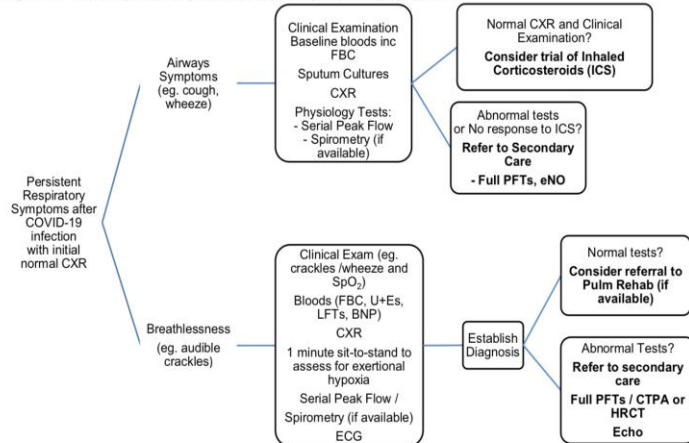 Persistent
Respiratory
Symptoms after
COVID-19
infection
with initial
normal CXR
Airways
Symptoms
(eg. cough,
wheeze)
Clinical Examination
Baseline bloods inc
FBC
Sputum Cultures
CXR
Physiology Tests:
- Serial Peak Flow
- Spirometry (if
available)
Normal CXR and Clinical
Examination?
Consider trial of Inhaled
Corticosteroids (ICS)
Abnormal tests
or No response to ICS?
Refer to Secondary
Care
- Full PFTs, eNO
Breathlessness
(eg. audible
crackles)
Clinical Exam (eg.
crackles /wheeze and
SpO₂)
Bloods (FBC, U+Es,
LFTs, BNP)
CXR
1 minute sit-to-stand to
assess for exertional
hypoxia
Serial Peak Flow /
Spirometry (if available)
ECG
Establish
Diagnosis
Normal tests?
Consider referral to
Pulm Rehab (if
available)
Abnormal Tests?
Refer to secondary
care
Full PFTs / CTPA or
HRCT
Echo